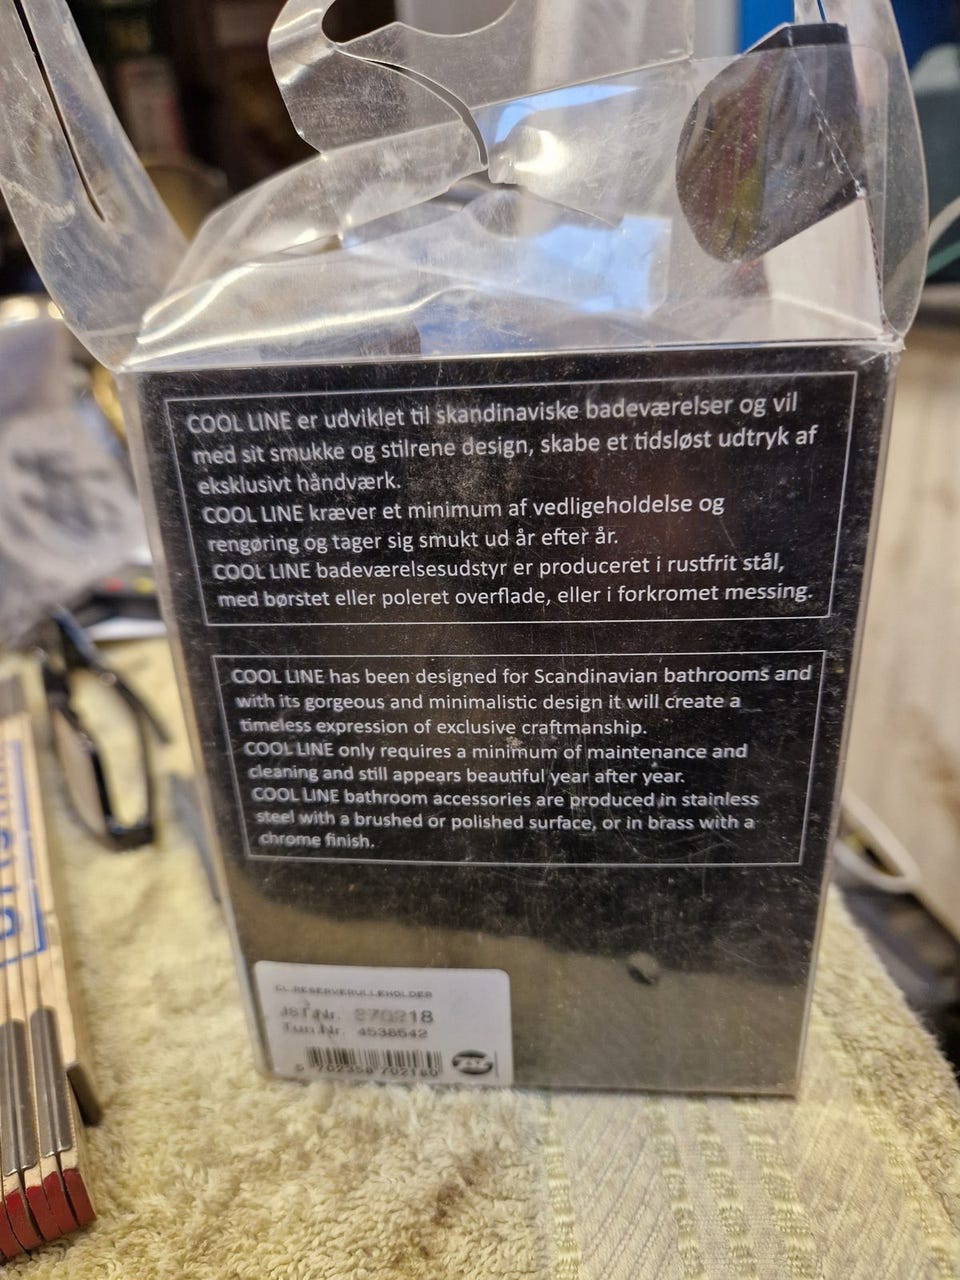 COOL LINE er udviklet til skandinaviske badeværelser og vil
med sit smukke og stilrene design, skabe et tidsløst udtryk af
eksklusivt håndværk.
COOL LINE kræver et minimum af vedligeholdelse og
rengøring og tager sig smukt ud år efter år.
COOL LINE badeværelsesudstyr er produceret i rustfrit stål,
med børstet eller poleret overflade, eller i forkromet messing.
COOL LINE has been designed for Scandinavian bathrooms and
with its gorgeous and minimalistic design it will create a
timeless expression of exclusive craftmanship.
COOL LINE only requires a minimum of maintenance and
cleaning and still appears beautiful year after year.
COOL LINE bathroom accessories are produced in stainless
steel with a brushed or polished surface, or in brass with a
chrome finish.
CL-RESERVERULLEHOLDER
Nr. 270218
Nr. 4538542
5 702358 702180